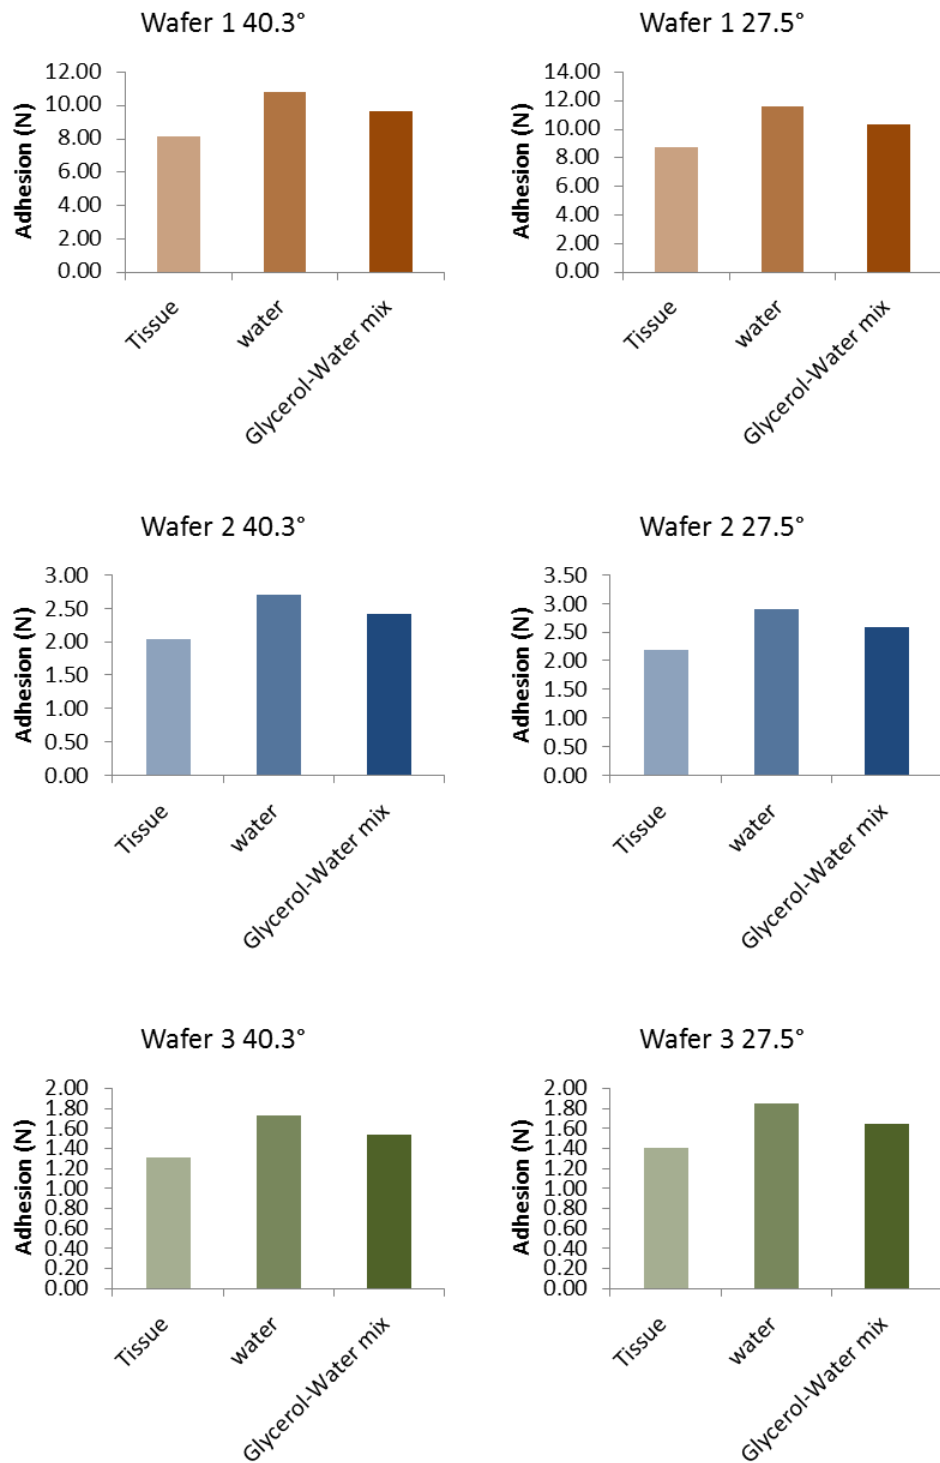 Wafer 1 40.3°
Adhesion (N)
12.00
10.00
8.00
6.00
4.00
2.00
0.00
Tissue
water
Glycerol-Water mix
Wafer 1 27.5°
Adhesion (N)
14.00
12.00
10.00
8.00
6.00
4.00
2.00
0.00
Tissue
water
Glycerol-Water mix
Wafer 2 40.3°
Adhesion (N)
3.00
2.50
2.00
1.50
1.00
0.50
0.00
Tissue
water
Glycerol-Water mix
Wafer 2 27.5°
Adhesion (N)
3.50
3.00
2.50
2.00
1.50
1.00
0.50
0.00
Tissue
water
Glycerol-Water mix
Wafer 3 40.3°
Adhesion (N)
2.00
1.80
1.60
1.40
1.20
1.00
0.80
0.60
0.40
0.20
0.00
Tissue
water
Glycerol-Water mix
Wafer 3 27.5°
Adhesion (N)
2.00
1.80
1.60
1.40
1.20
1.00
0.80
0.60
0.40
0.20
0.00
Tissue
water
Glycerol-Water mix